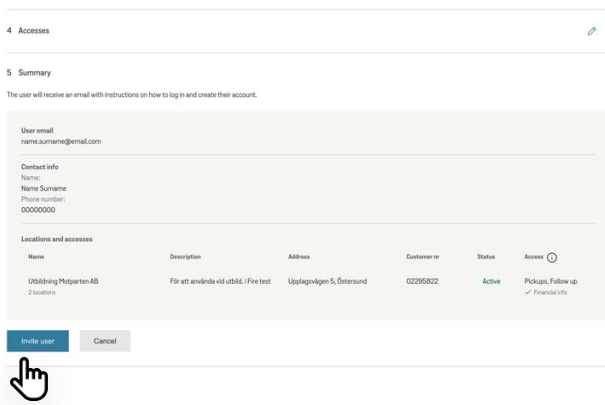 4 Accesses
5 Summary
The user will receive an email with instructions on how to log in and create their account.
User email
name.surname@email.com
Contact info
Name:
Name Surname
Phone number:
00000000
Locations and accesses
Name Description Address Customer nr Status Access
Utbildning Motparten AB För att använda vid utbild. i Fire test Upplagsvägen 5, Östersund 02295822 Active Pickups, Follow up
2 locations Financial info
Invite user Cancel